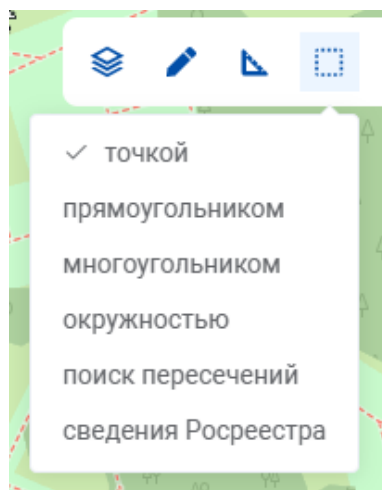 точкой
прямоугольником
многоугольником
окружностью
поиск пересечений
сведения Росреестра